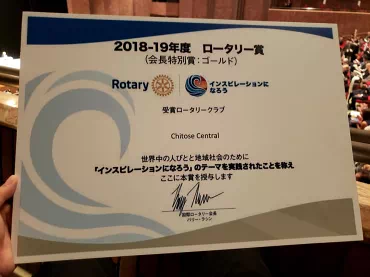 2018-19年度　ロータリー賞
(会長特別賞：ゴールド)
Rotary
インスピレーションに
なろう
受賞ロータリークラブ
Chitose Central
世界中の人びとと地域社会のために
「インスピレーションになろう」のテーマを実践されたことを称え
ここに本賞を授与します
国際ロータリー会長
バリー・ラシン